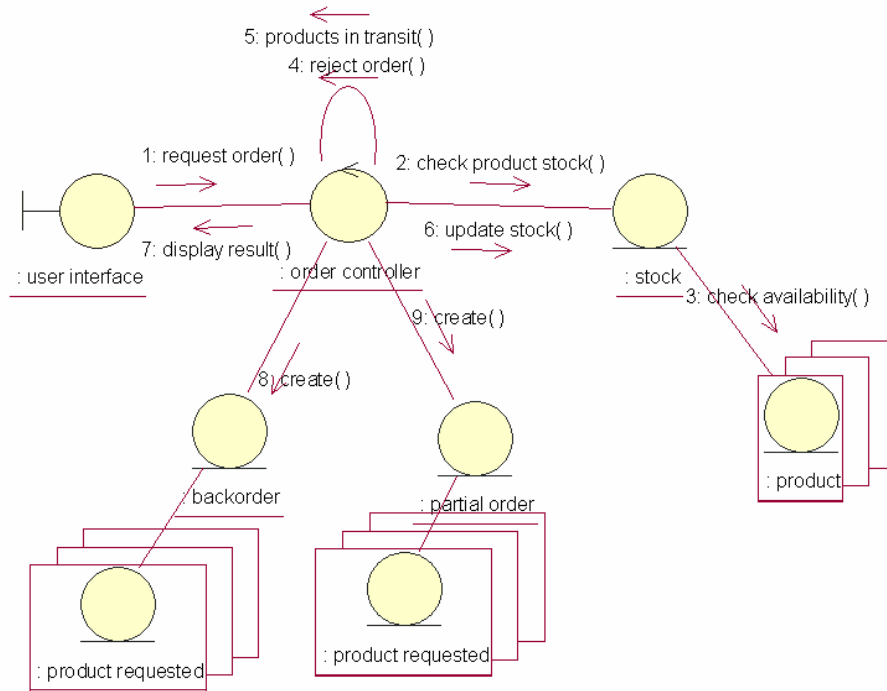 5: products in transit( )
4: reject order( )
1: request order( )
2: check product stock( )
7: display result( )
6: update stock( )
: user interface
: order controller
: stock
3: check availability( )
9: create( )
8: create( )
: product
: backorder
: partial order
: product requested
: product requested